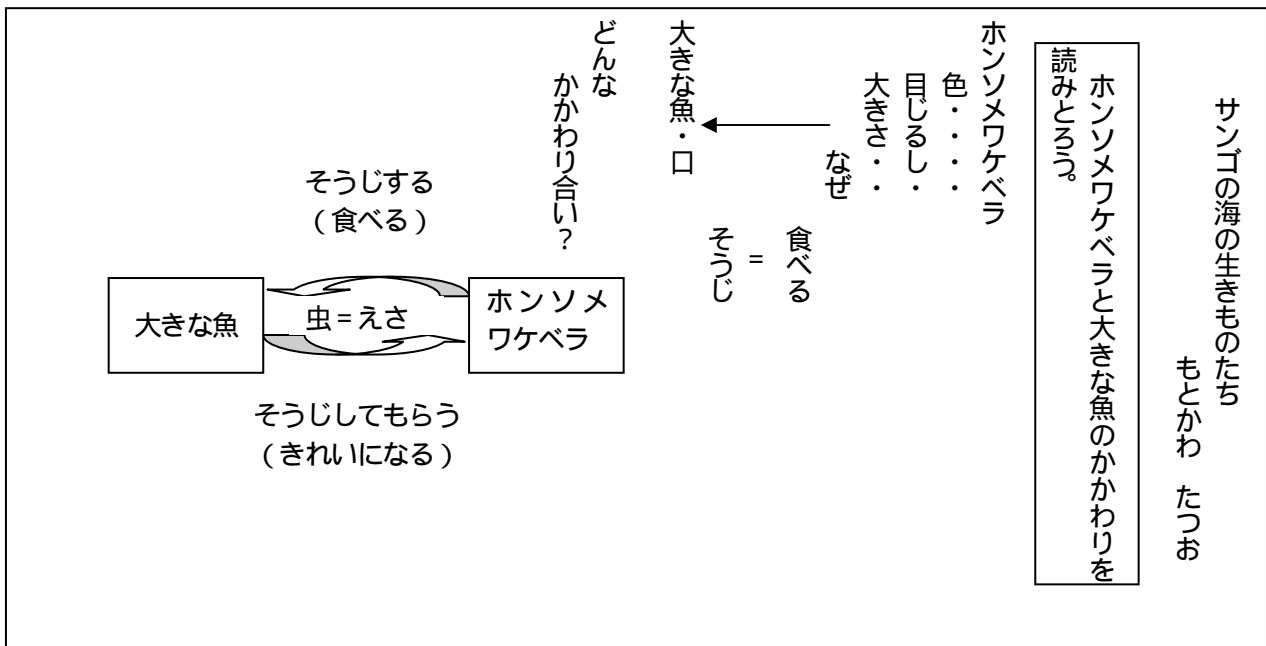 サンゴの海の生きものたち
もとかわ　たつお
ホンソメワケベラと大きな魚のかかわりを
読みとろう。
ホンソメワケベラ
色・・・・
目じるし・
大きさ・・
なぜ
食べる
=
そうじ
大きな魚・口
どんな
かかわり合い？
そうじする
（食べる）
ホンソメ
ワケベラ
虫=えさ
大きな魚
そうじしてもらう
（きれいになる）